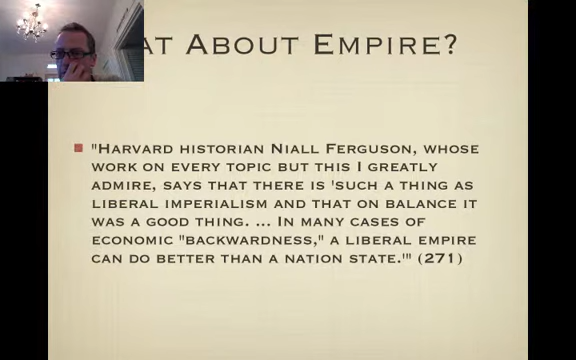 AT ABOUT EMPIRE?
"HARVARD HISTORIAN NIALL FERGUSON, WHOSE
WORK ON EVERY TOPIC BUT THIS I GREATLY
ADMIRE, SAYS THAT THERE IS 'SUCH A THING AS
LIBERAL IMPERIALISM AND THAT ON BALANCE IT
WAS A GOOD THING. ... IN MANY CASES OF
ECONOMIC "BACKWARDNESS," A LIBERAL EMPIRE
CAN DO BETTER THAN A NATION STATE.'" (271)